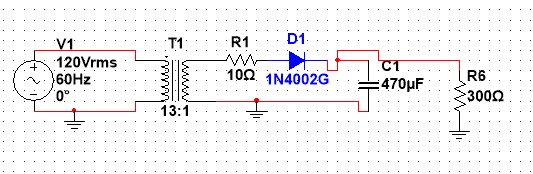 V1
120Vrms
60Hz
0°
T1
13:1
R1
10Ω
D1
1N4002G
C1
470µF
R6
300Ω